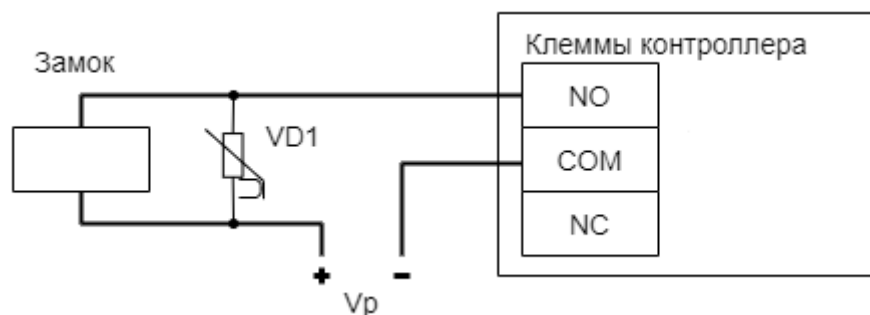 Клеммы контроллера
Замок
NO
VD1
COM
NC
+ -
Vp